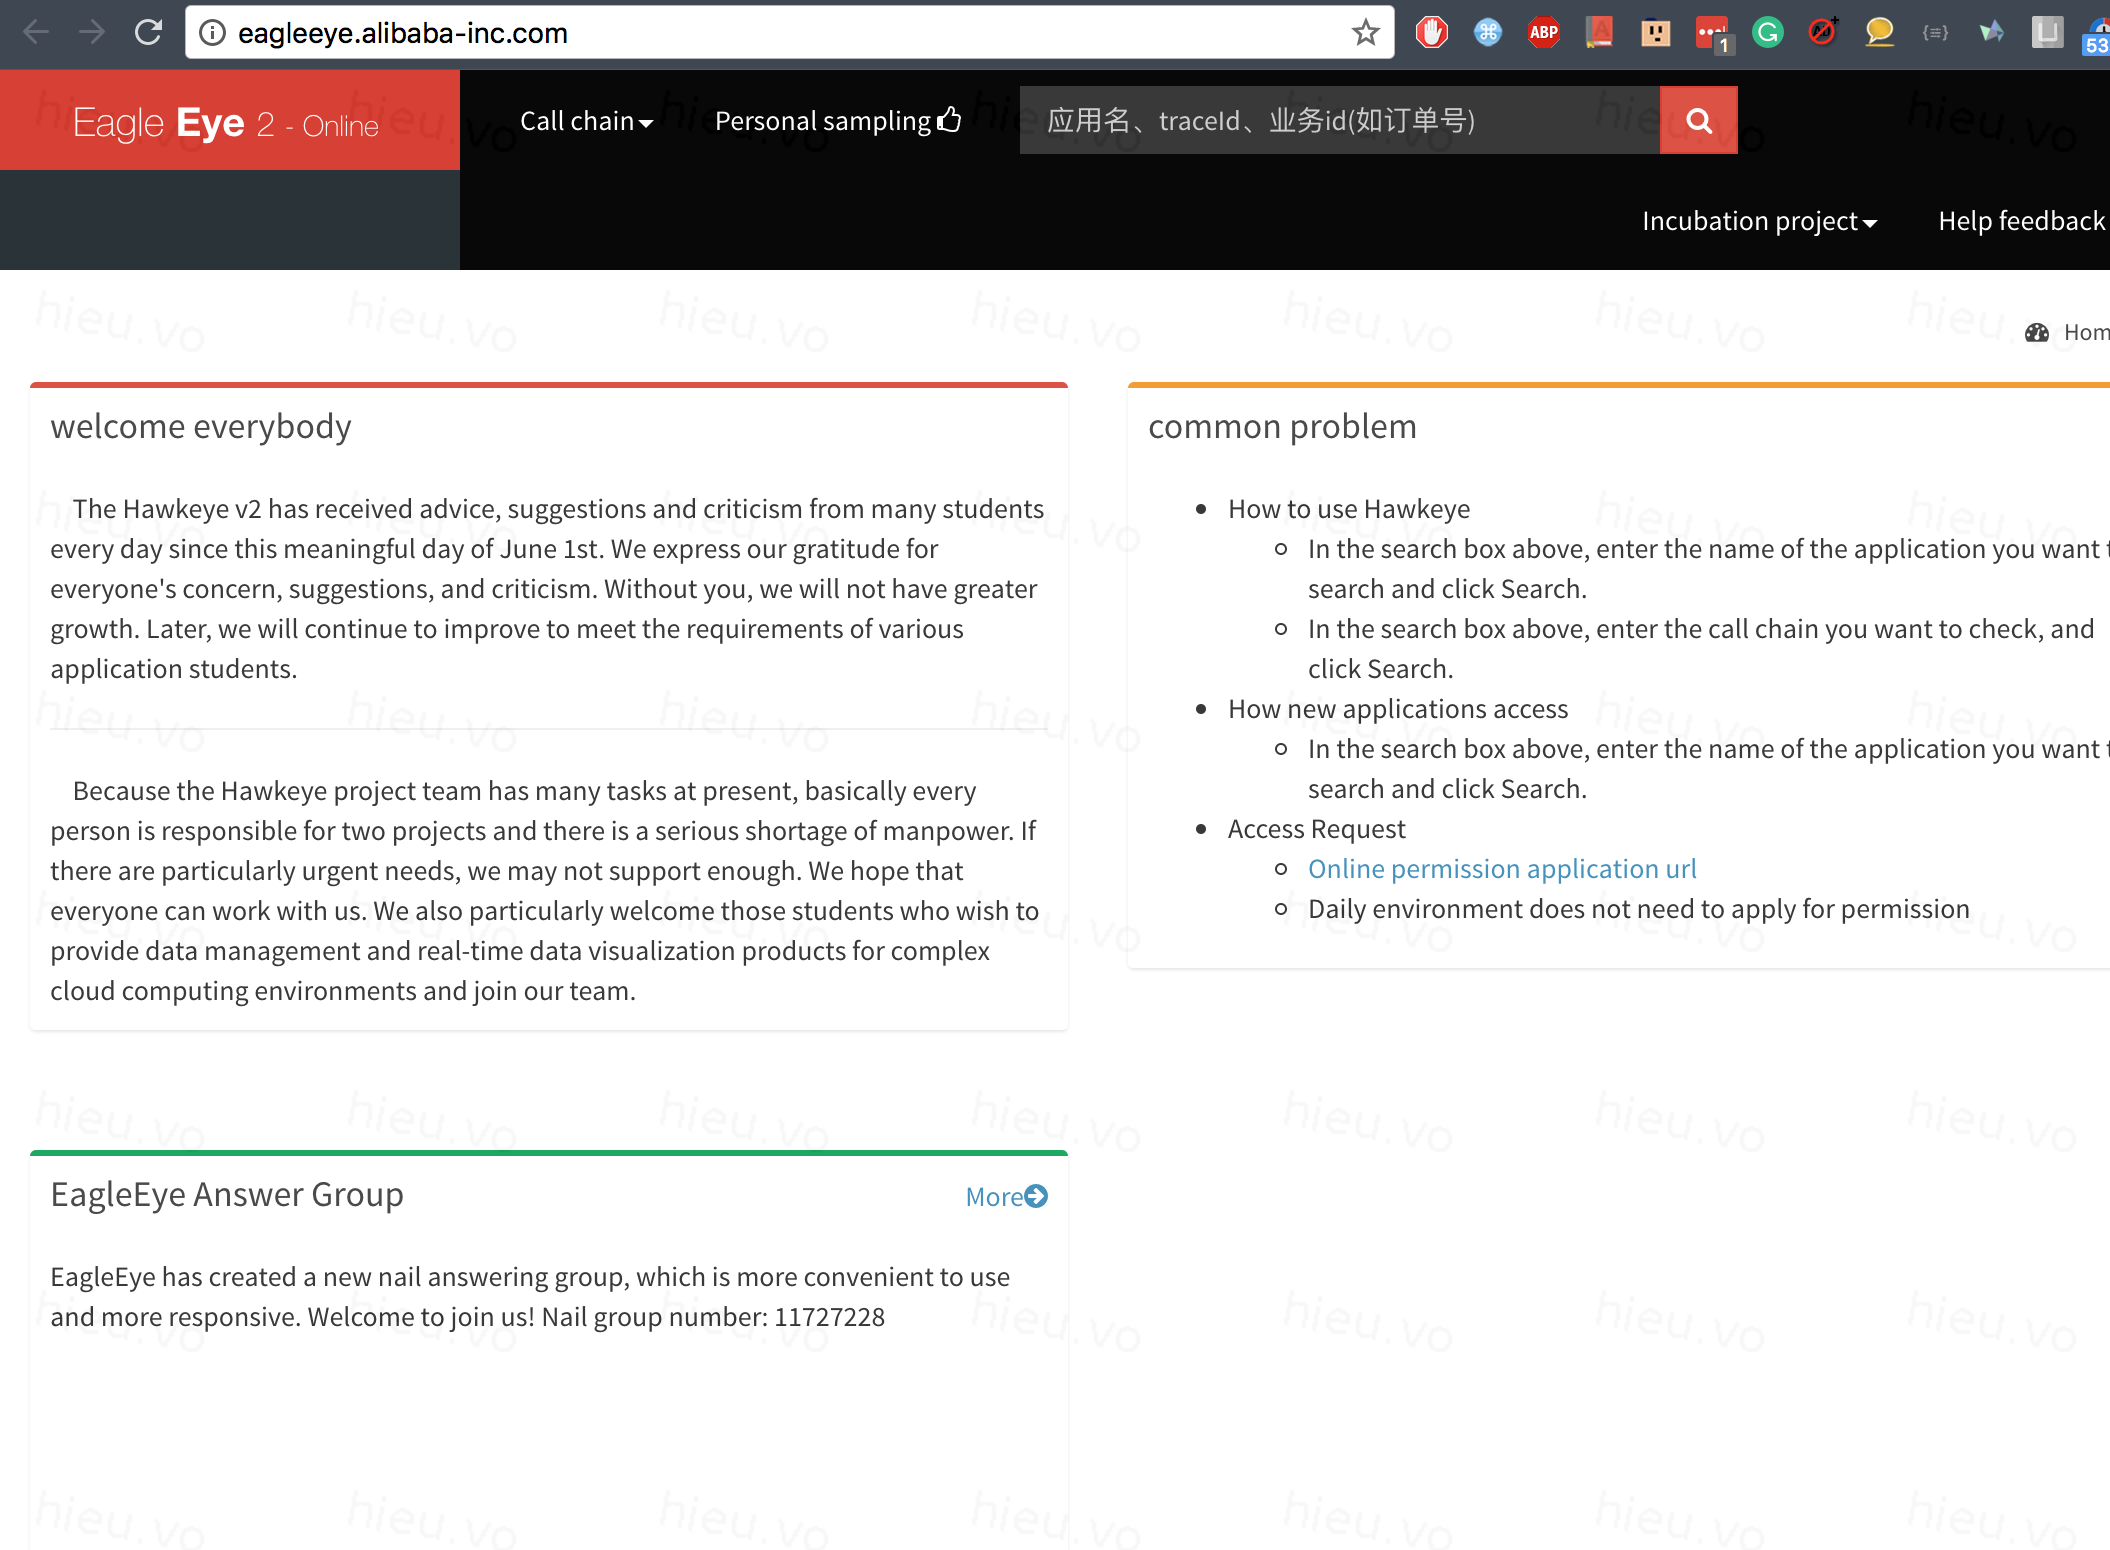 eagleeye.alibaba-inc.com
ABP
1
53
Eagle Eye 2 - Online
Call chain
Personal sampling
应用名、traceId、业务id(如订单号)
Incubation project
Help feedback
Hom
welcome everybody
The Hawkeye v2 has received advice, suggestions and criticism from many students
every day since this meaningful day of June 1st. We express our gratitude for
everyone's concern, suggestions, and criticism. Without you, we will not have greater
growth. Later, we will continue to improve to meet the requirements of various
application students.
Because the Hawkeye project team has many tasks at present, basically every
person is responsible for two projects and there is a serious shortage of manpower. If
there are particularly urgent needs, we may not support enough. We hope that
everyone can work with us. We also particularly welcome those students who wish to
provide data management and real-time data visualization products for complex
cloud computing environments and join our team.
common problem
How to use Hawkeye
In the search box above, enter the name of the application you want t
search and click Search.
In the search box above, enter the call chain you want to check, and
click Search.
How new applications access
In the search box above, enter the name of the application you want t
search and click Search.
Access Request
Online permission application url
Daily environment does not need to apply for permission
EagleEye Answer Group
More
EagleEye has created a new nail answering group, which is more convenient to use
and more responsive. Welcome to join us! Nail group number: 11727228
hieu.vo